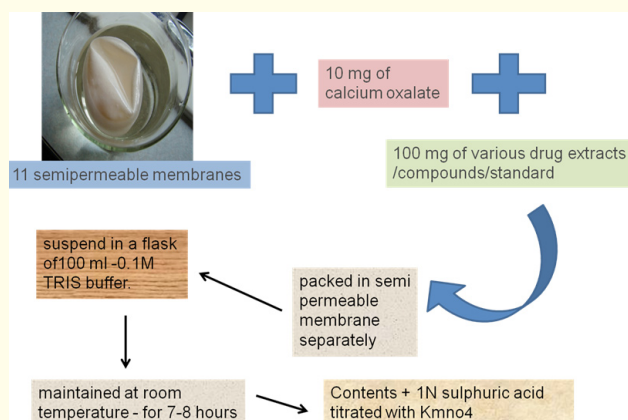 10 mg of
calcium oxalate
11 semipermeable membranes
100 mg of various drug extracts
/compounds/standard
suspend in a flask
of100 ml -0.1M
TRIS buffer.
packed in semi
permeable
membrane
separately
maintained at room
temperature - for 7-8 hours
Contents + 1N sulphuric acid
titrated with Kmno4